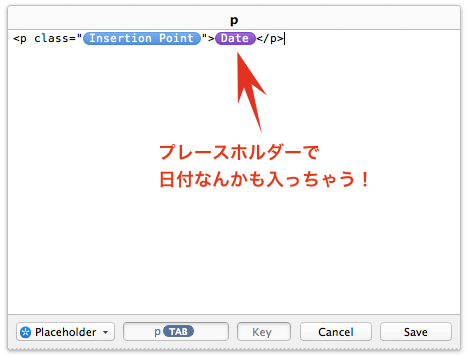 p
<p class="Insertion Point">Date</p>
プレースホルダーで
日付なんかも入っちゃう！
Placeholder p TAB Key Cancel Save